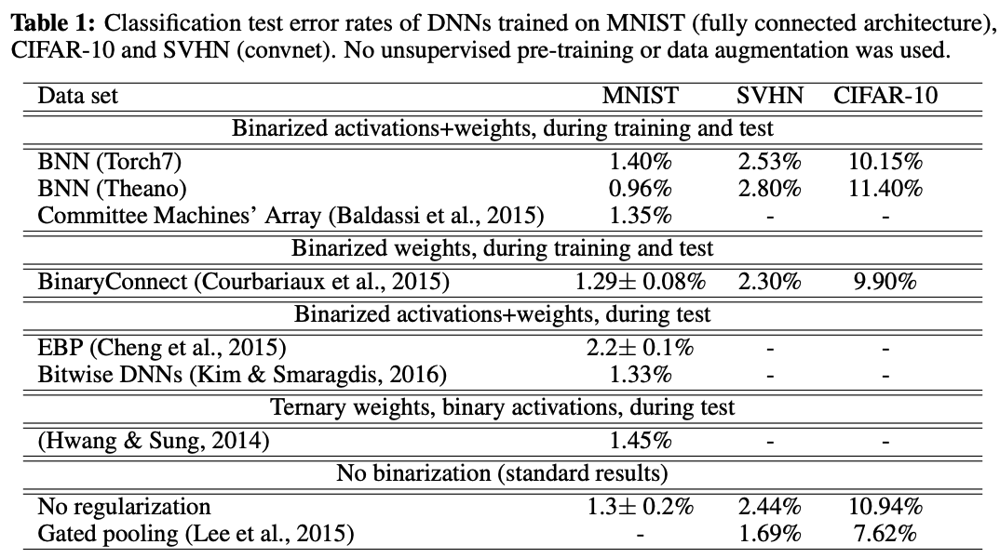 Table 1: Classification test error rates of DNNs trained on MNIST (fully connected architecture),
CIFAR-10 and SVHN (convnet). No unsupervised pre-training or data augmentation was used.
Data set MNIST SVHN CIFAR-10
Binarized activations+weights, during training and test
BNN (Torch7) 1.40% 2.53% 10.15%
BNN (Theano) 0.96% 2.80% 11.40%
Committee Machines’ Array (Baldassi et al., 2015) 1.35% - -
Binarized weights, during training and test
BinaryConnect (Courbariaux et al., 2015) 1.29± 0.08% 2.30% 9.90%
Binarized activations+weights, during test
EBP (Cheng et al., 2015) 2.2± 0.1% - -
Bitwise DNNs (Kim & Smaragdis, 2016) 1.33% - -
Ternary weights, binary activations, during test
(Hwang & Sung, 2014) 1.45% - -
No binarization (standard results)
No regularization 1.3± 0.2% 2.44% 10.94%
Gated pooling (Lee et al., 2015) - 1.69% 7.62%